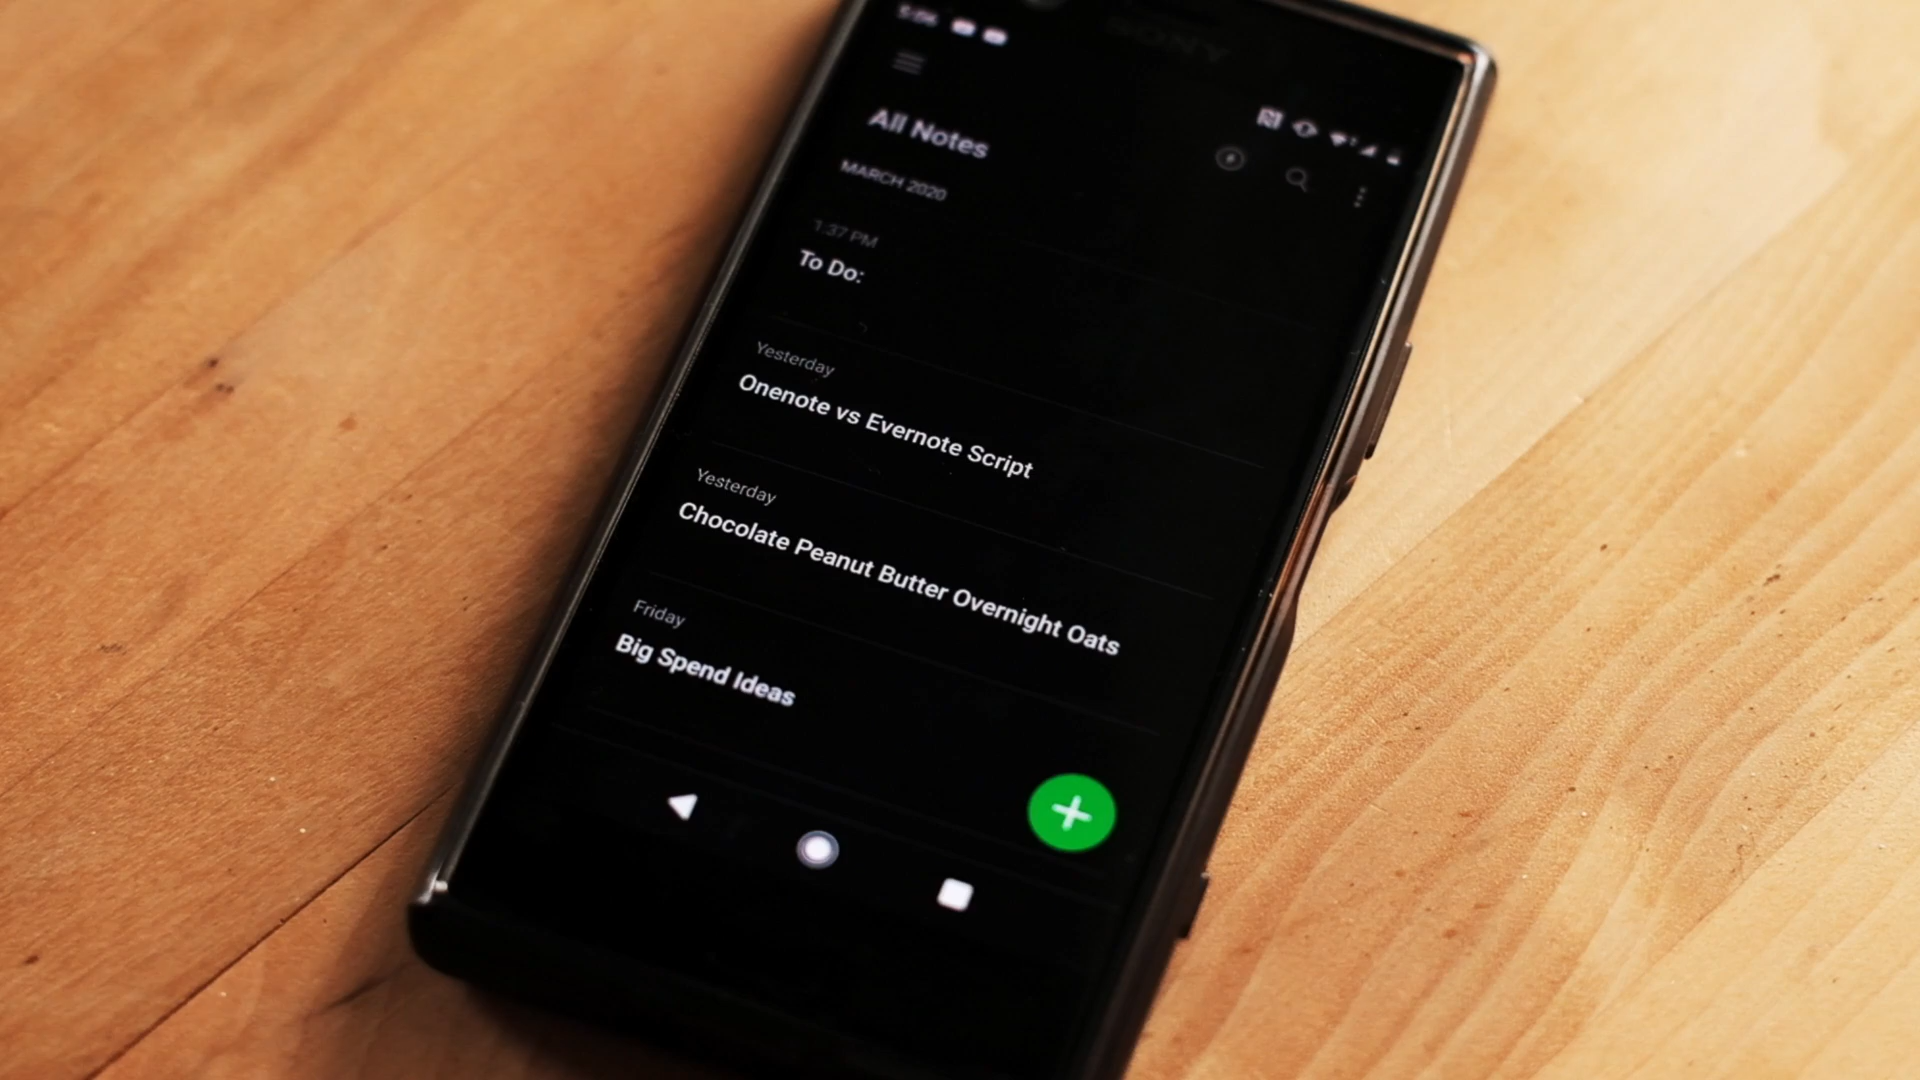 SONY
All Notes
MARCH 2020
1:37 PM
To Do:
Yesterday
Onenote vs Evernote Script
Yesterday
Chocolate Peanut Butter Overnight Oats
Friday
Big Spend Ideas